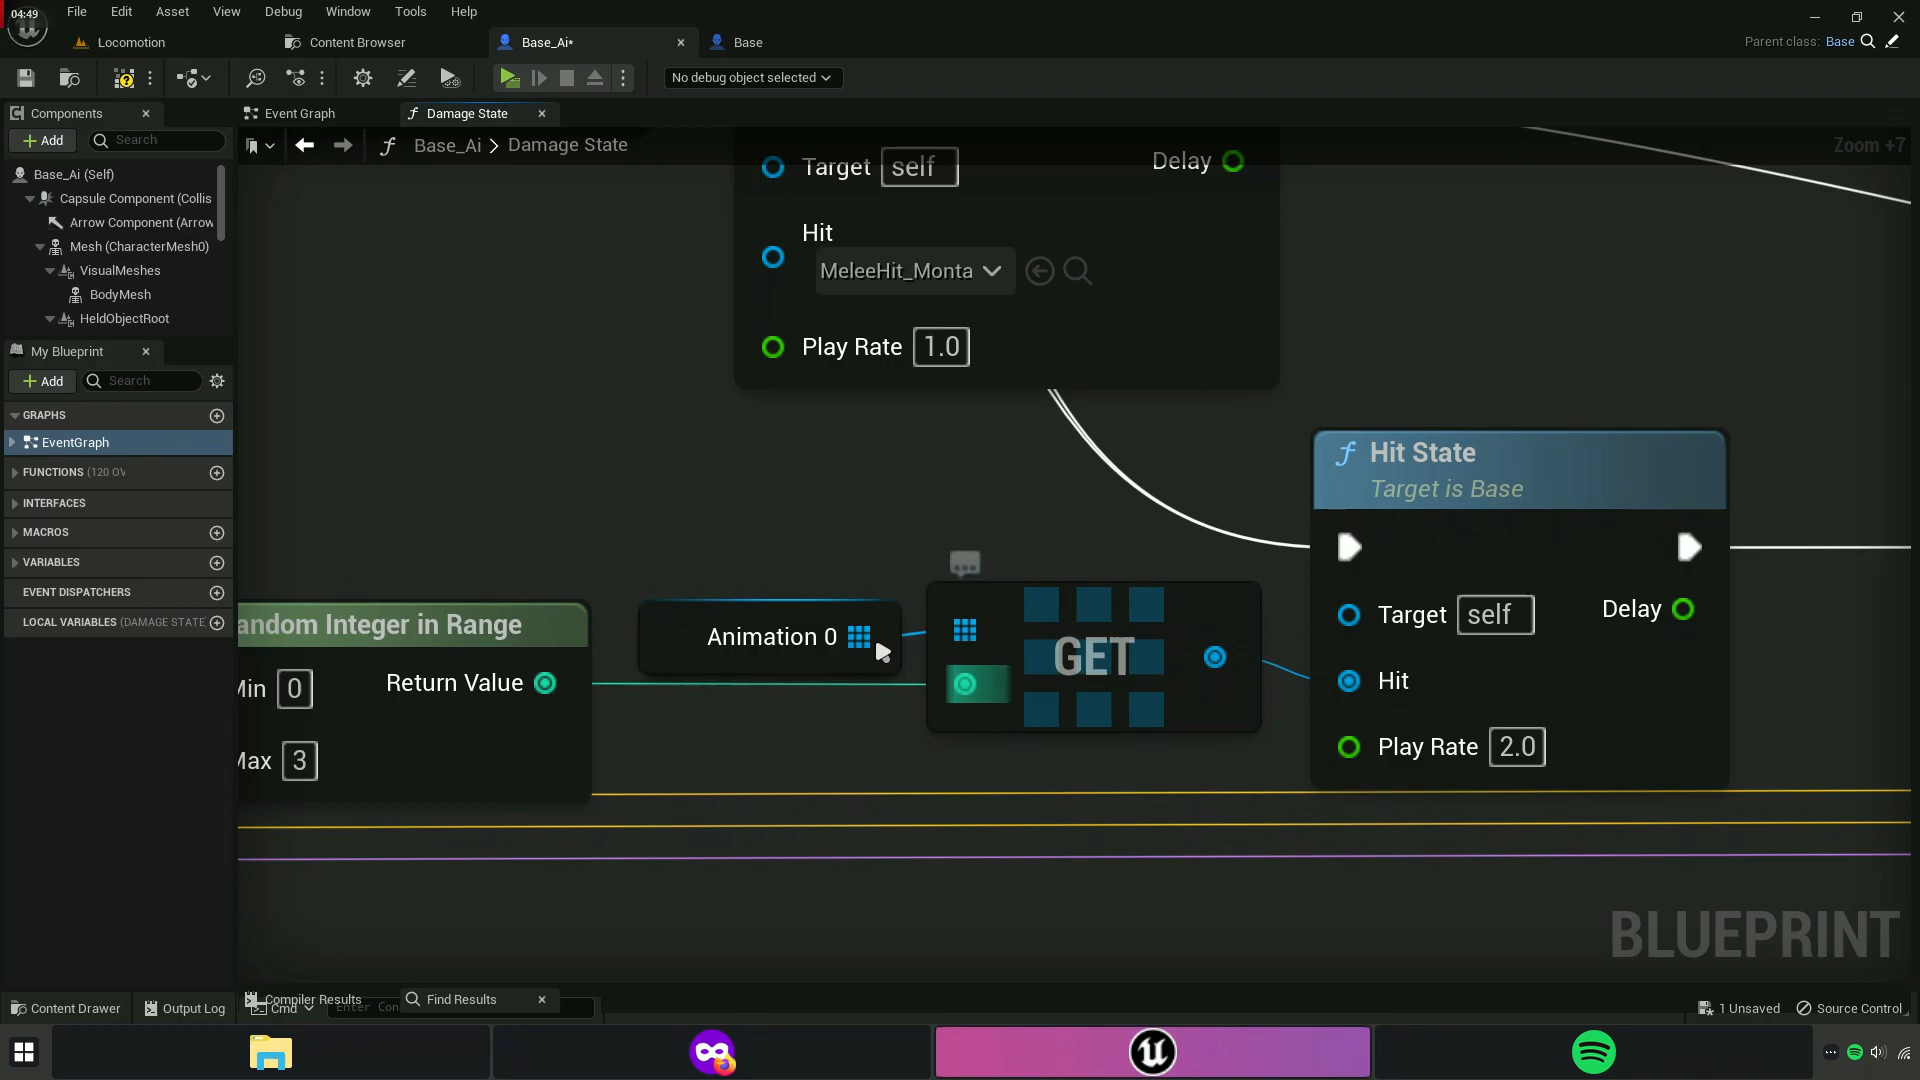 04:49
File Edit Asset View Debug Window Tools Help
Locomotion
Content Browser
Base_Ai*
Base
Parent class: Base
No debug object selected
Components
Event Graph
Damage State
Add
Search
Base_Ai > Damage State
Zoom +7
Base_Ai (Self)
Capsule Component (Collis
Arrow Component (Arrow
Mesh (CharacterMesh0)
VisualMeshes
BodyMesh
HeldObjectRoot
My Blueprint
Add
Search
GRAPHS
EventGraph
FUNCTIONS (120 OV
INTERFACES
MACROS
VARIABLES
EVENT DISPATCHERS
LOCAL VARIABLES (DAMAGE STATE)
Target self
Delay
Hit
MeleeHit_Monta
Play Rate 1.0
Hit State
Target is Base
Target self
Delay
Hit
Play Rate 2.0
andom Integer in Range
Min 0
Return Value
Max 3
Animation 0
GET
BLUEPRINT
Compiler Results
Find Results
Content Drawer
Output Log
Cmd
Enter Con
1 Unsaved
Source Control